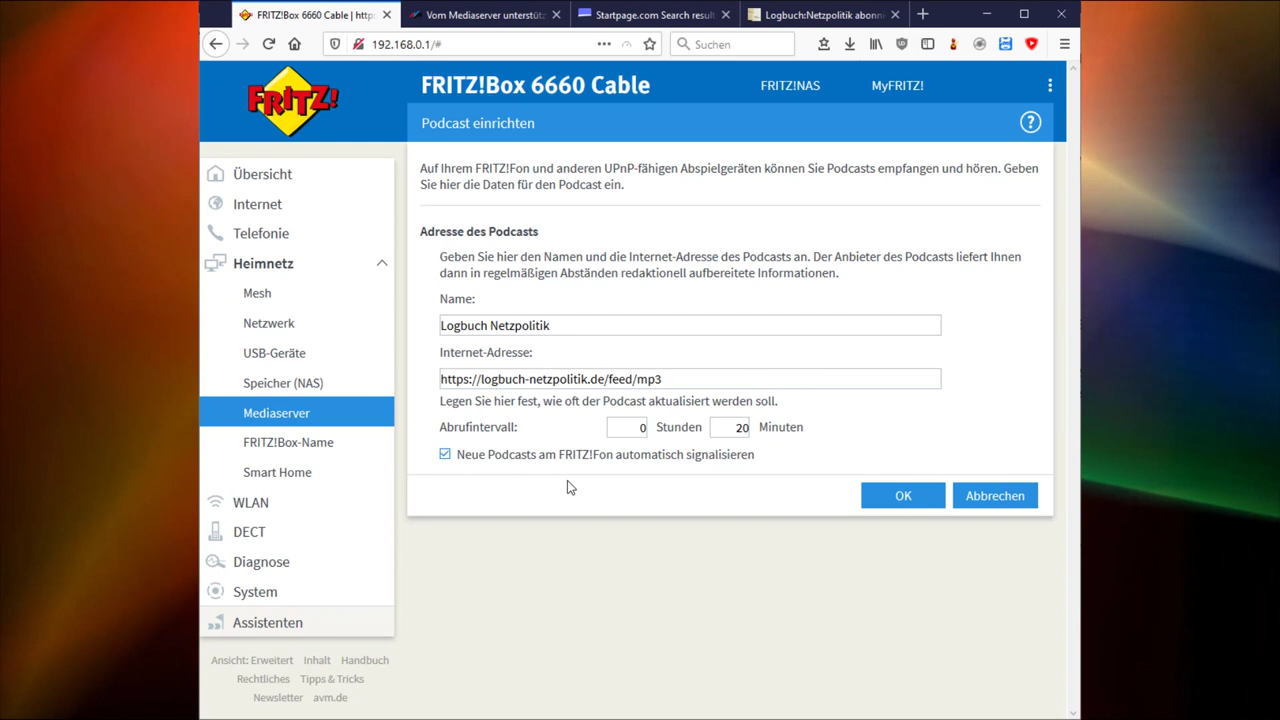 FRITZ!Box 6660 Cable | http
Vom Mediaserver unterstütz
Startpage.com Search result
Logbuch:Netzpolitik abonni
192.168.0.1/#
Suchen
FRITZ!
FRITZ!Box 6660 Cable
FRITZ!NAS
MyFRITZ!
Podcast einrichten
Auf Ihrem FRITZ!Fon und anderen UPnP-fähigen Abspielgeräten können Sie Podcasts empfangen und hören. Geben
Sie hier die Daten für den Podcast ein.
Adresse des Podcasts
Geben Sie hier den Namen und die Internet-Adresse des Podcasts an. Der Anbieter des Podcasts liefert Ihnen
dann in regelmäßigen Abständen redaktionell aufbereitete Informationen.
Name:
Logbuch Netzpolitik
Internet-Adresse:
https://logbuch-netzpolitik.de/feed/mp3
Legen Sie hier fest, wie oft der Podcast aktualisiert werden soll.
Abrufintervall: 0 Stunden 20 Minuten
Neue Podcasts am FRITZ!Fon automatisch signalisieren
OK
Abbrechen
Übersicht
Internet
Telefonie
Heimnetz
Mesh
Netzwerk
USB-Geräte
Speicher (NAS)
Mediaserver
FRITZ!Box-Name
Smart Home
WLAN
DECT
Diagnose
System
Assistenten
Ansicht: Erweitert Inhalt Handbuch
Rechtliches Tipps & Tricks
Newsletter avm.de